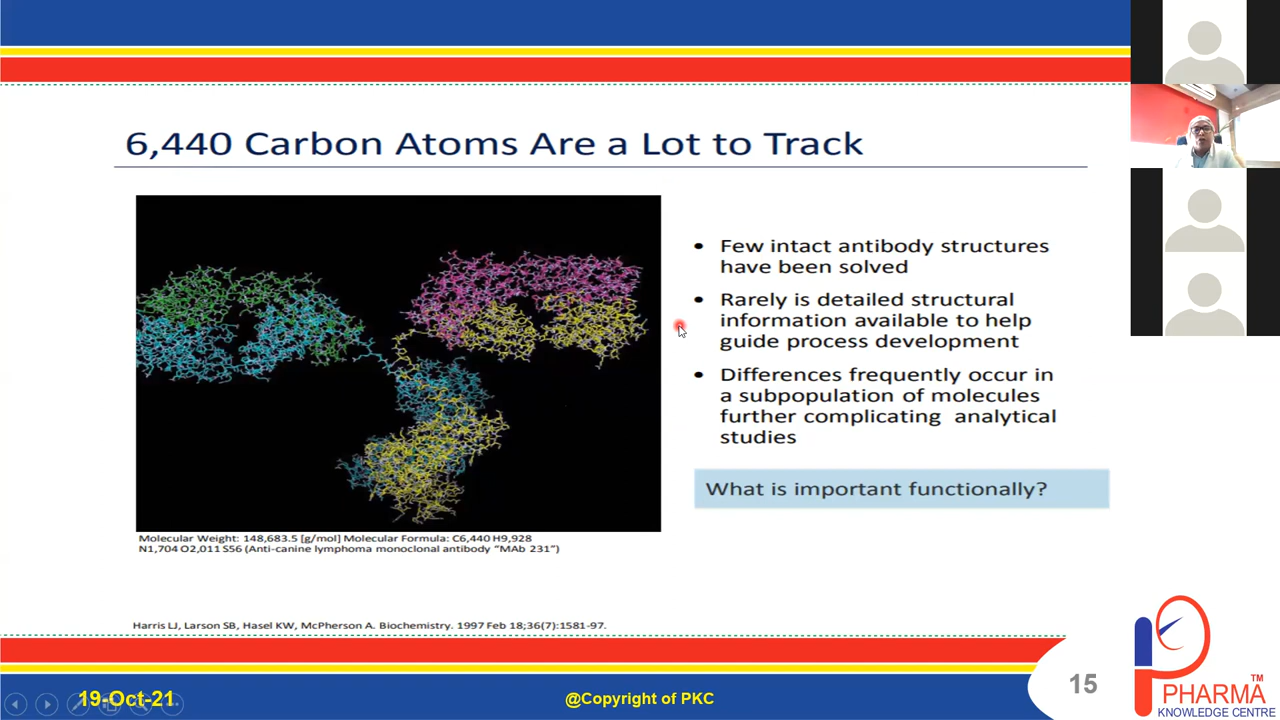 6,440 Carbon Atoms Are a Lot to Track
• Few intact antibody structures
have been solved
• Rarely is detailed structural
information available to help
guide process development
• Differences frequently occur in
a subpopulation of molecules
further complicating analytical
studies
What is important functionally?
Molecular Weight: 148,683.5 [g/mol] Molecular Formula: C6,440 H9,928
N1,704 O2,011 S56 (Anti-canine lymphoma monoclonal antibody "MAb 231")
Harris LJ, Larson SB, Hasel KW, McPherson A. Biochemistry. 1997 Feb 18;36(7):1581-97.
19-Oct-21
@Copyright of PKC
15
PHARMA TM
KNOWLEDGE CENTRE